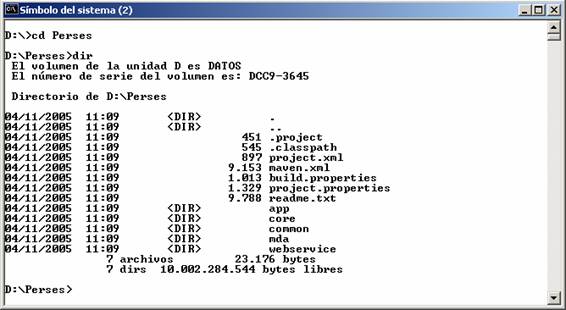 Símbolo del sistema (2)
D:\>cd Perses
D:\Perses>dir
 El volumen de la unidad D es DATOS
 El número de serie del volumen es: DCC9-3645
 Directorio de D:\Perses
04/11/2005  11:09    <DIR>          .
04/11/2005  11:09    <DIR>          ..
04/11/2005  11:09               451 .project
04/11/2005  11:09               545 .classpath
04/11/2005  11:09               897 project.xml
04/11/2005  11:09             9.153 maven.xml
04/11/2005  11:09             1.013 build.properties
04/11/2005  11:09             1.329 project.properties
04/11/2005  11:09             9.788 readme.txt
04/11/2005  11:09    <DIR>          app
04/11/2005  11:09    <DIR>          core
04/11/2005  11:09    <DIR>          common
04/11/2005  11:09    <DIR>          mda
04/11/2005  11:09    <DIR>          webservice
               7 archivos         23.176 bytes
               7 dirs  10.002.284.544 bytes libres
D:\Perses>